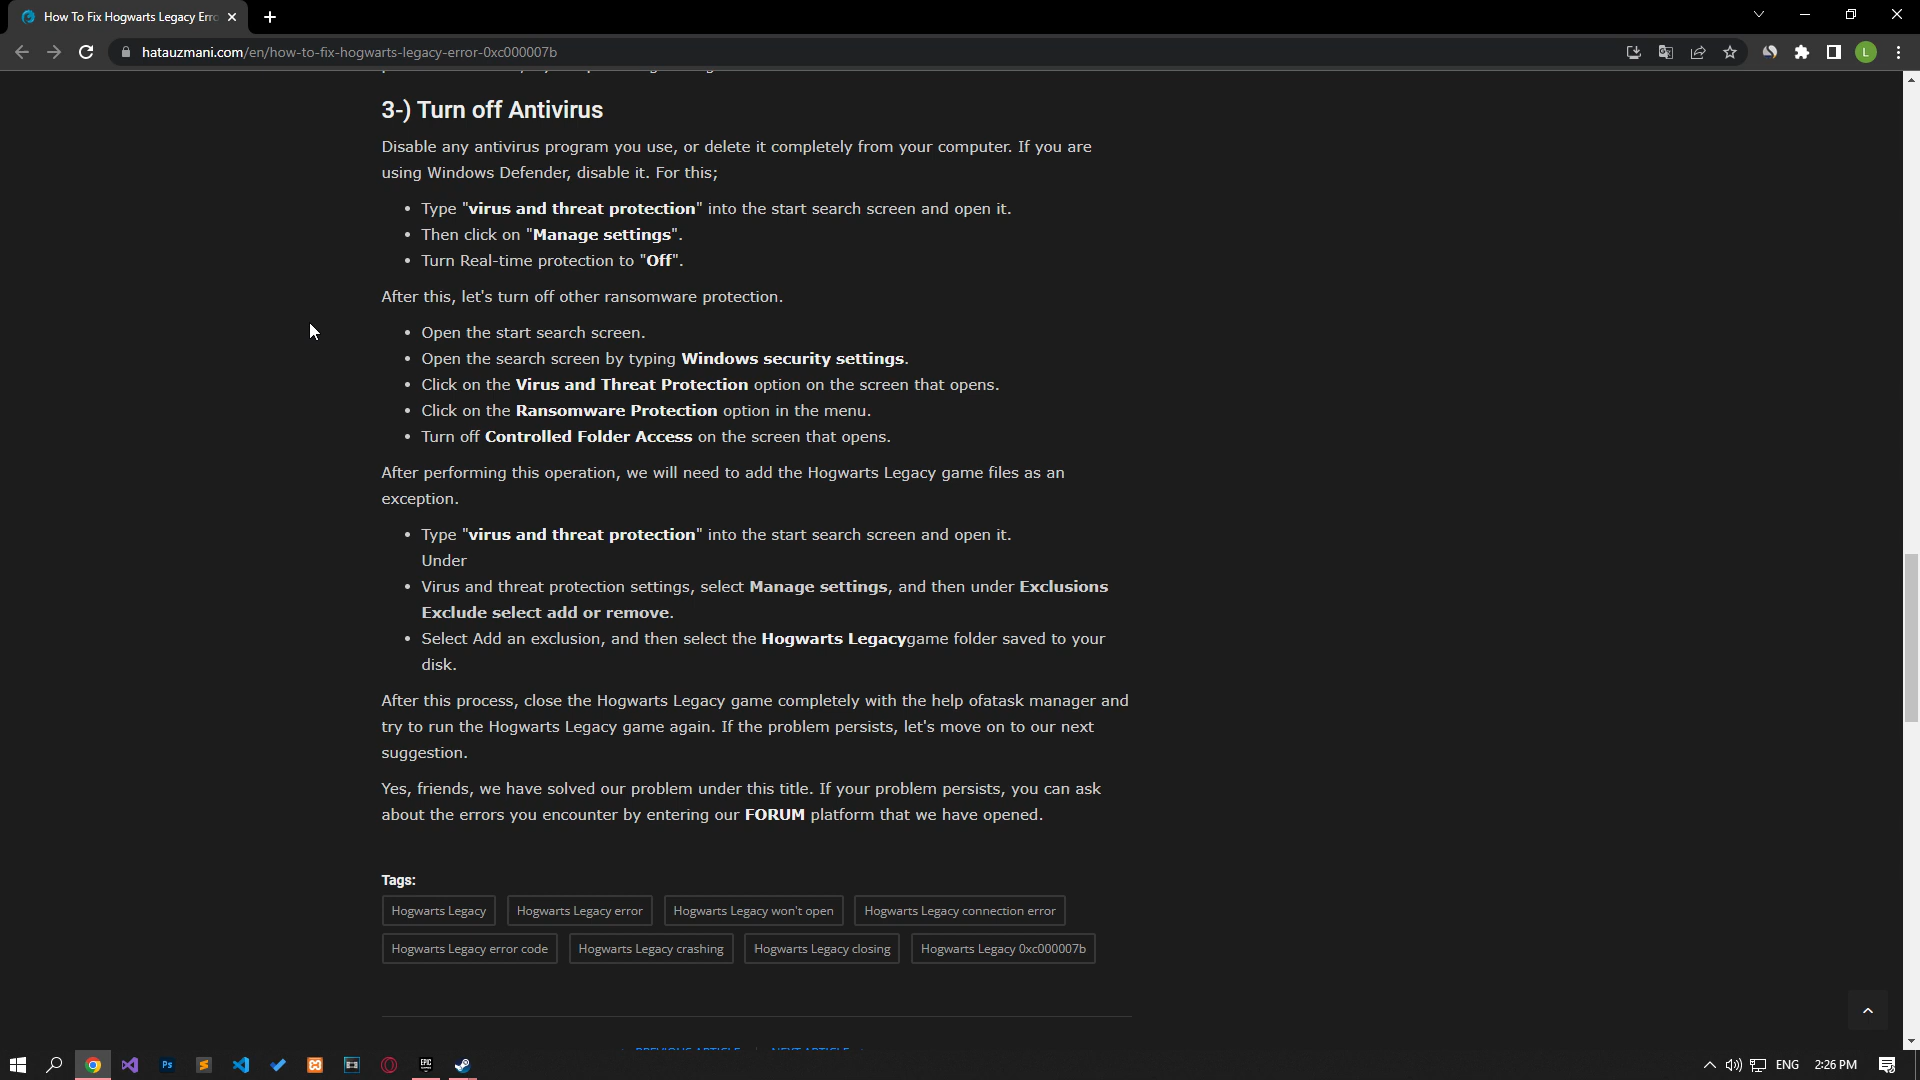 How To Fix Hogwarts Legacy Erro
hatauzmani.com/en/how-to-fix-hogwarts-legacy-error-0xc000007b
L
3-) Turn off Antivirus
Disable any antivirus program you use, or delete it completely from your computer. If you are
using Windows Defender, disable it. For this;
• Type "virus and threat protection" into the start search screen and open it.
• Then click on "Manage settings".
• Turn Real-time protection to "Off".
After this, let's turn off other ransomware protection.
• Open the start search screen.
• Open the search screen by typing Windows security settings.
• Click on the Virus and Threat Protection option on the screen that opens.
• Click on the Ransomware Protection option in the menu.
• Turn off Controlled Folder Access on the screen that opens.
After performing this operation, we will need to add the Hogwarts Legacy game files as an
exception.
• Type "virus and threat protection" into the start search screen and open it.
Under
• Virus and threat protection settings, select Manage settings, and then under Exclusions
Exclude select add or remove.
• Select Add an exclusion, and then select the Hogwarts Legacygame folder saved to your
disk.
After this process, close the Hogwarts Legacy game completely with the help ofatask manager and
try to run the Hogwarts Legacy game again. If the problem persists, let's move on to our next
suggestion.
Yes, friends, we have solved our problem under this title. If your problem persists, you can ask
about the errors you encounter by entering our FORUM platform that we have opened.
Tags:
Hogwarts Legacy Hogwarts Legacy error Hogwarts Legacy won't open Hogwarts Legacy connection error
Hogwarts Legacy error code Hogwarts Legacy crashing Hogwarts Legacy closing Hogwarts Legacy 0xc000007b
PREVIOUS ARTICLE NEXT ARTICLE
Ps EPIC ENG 2:26 PM